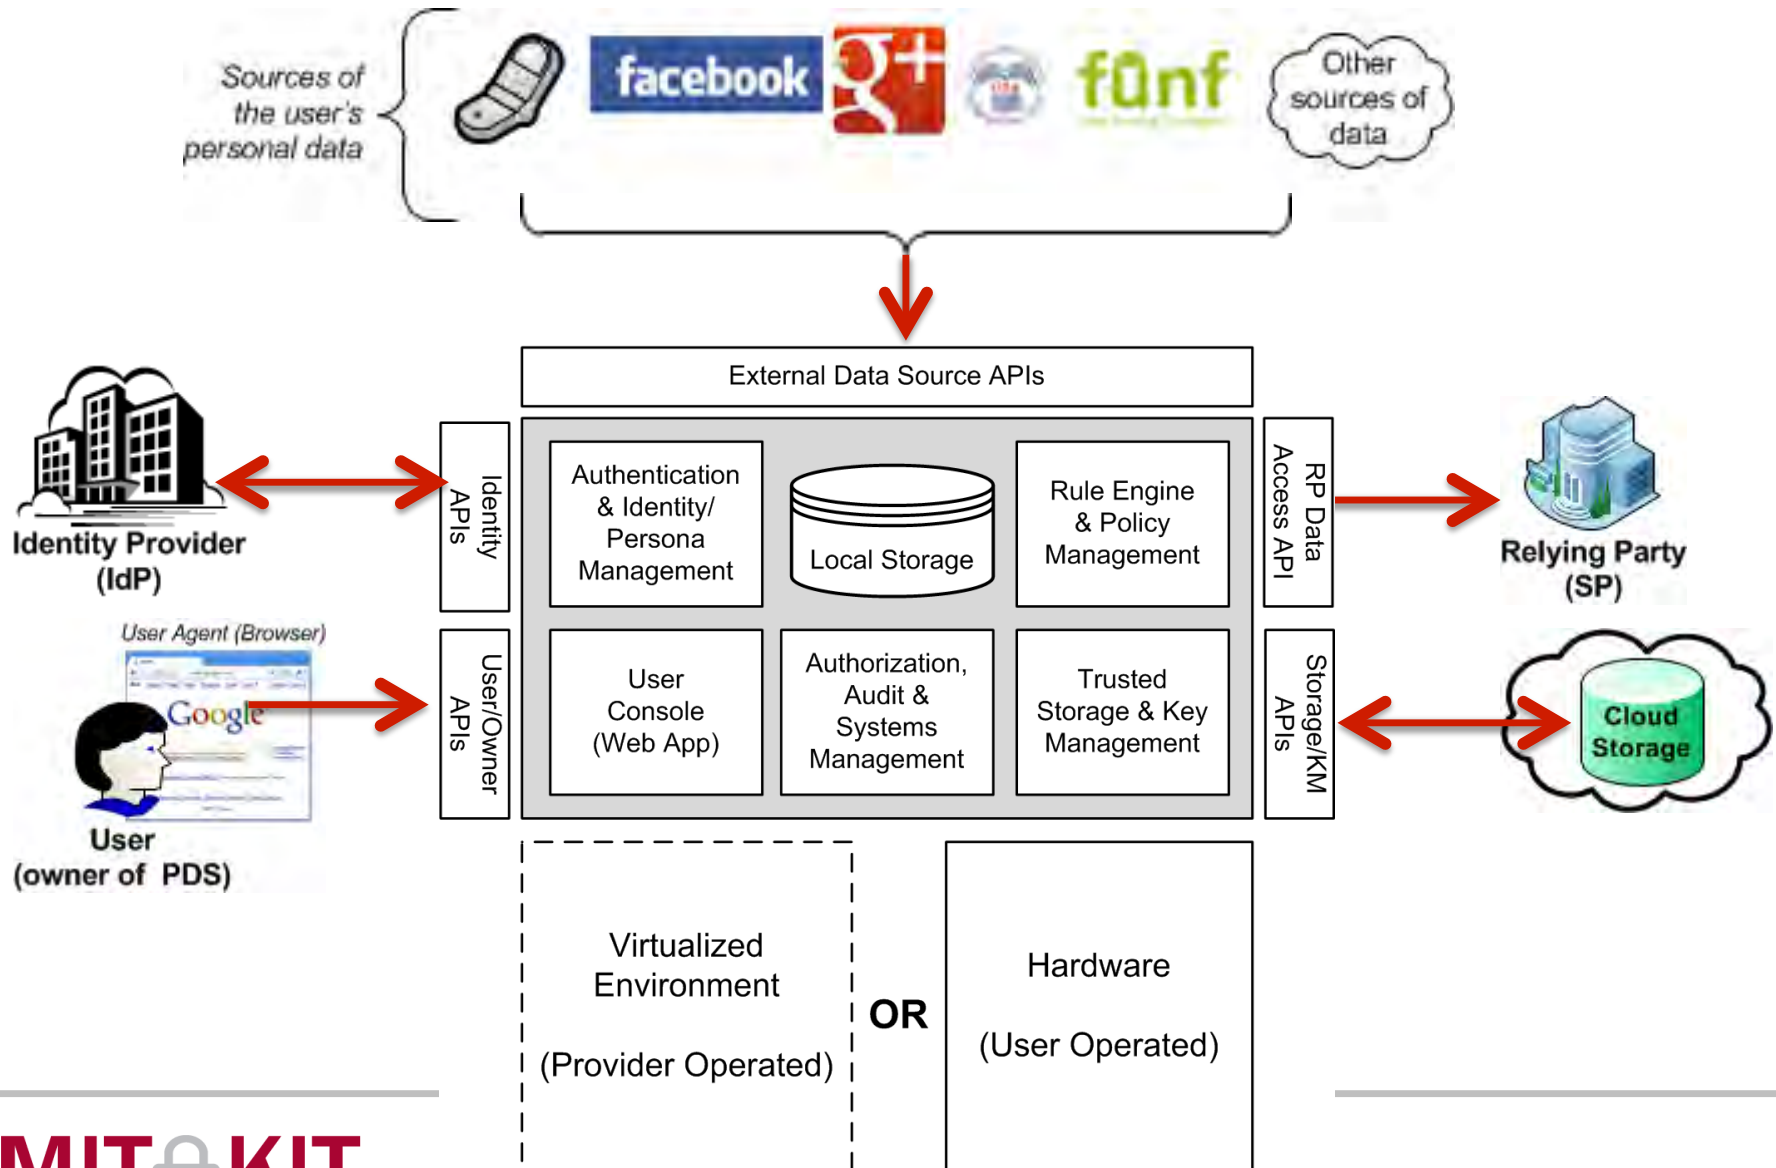 Sources of
the user's
personal data
facebook
g+
fünf
Other
sources of
data
External Data Source APIs
Identity
APIs
Authentication
& Identity/
Persona
Management
Local Storage
Rule Engine
& Policy
Management
RP Data
Access API
Identity Provider
(IdP)
Relying Party
(SP)
User Agent (Browser)
Google
User
(owner of PDS)
User/Owner
APIs
User
Console
(Web App)
Authorization,
Audit &
Systems
Management
Trusted
Storage & Key
Management
Storage/KM
APIs
Cloud
Storage
Virtualized
Environment
(Provider Operated)
OR
Hardware
(User Operated)
MIT KIT